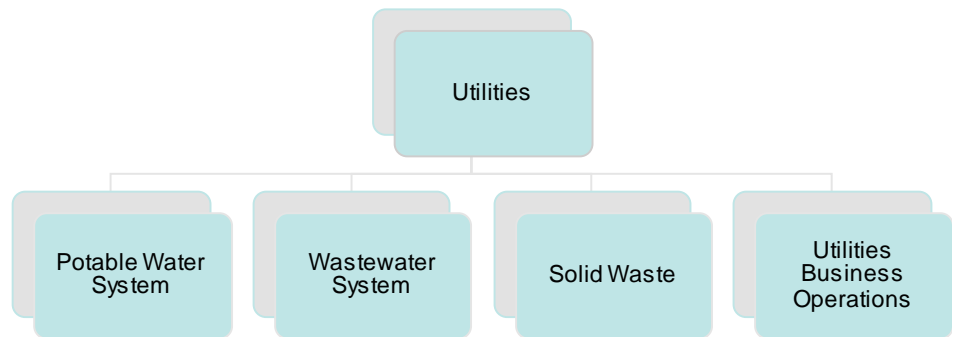 Utilities
Potable Water
System
Wastewater
System
Solid Waste
Utilities
Business
Operations